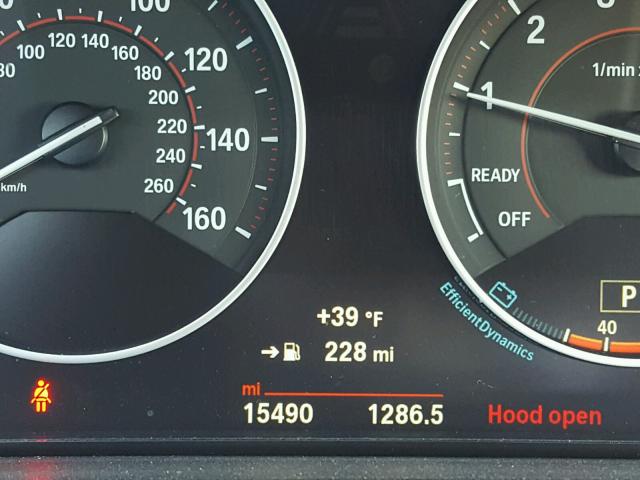 100
120
140
160
80
100
120
140
160
180
200
220
240
260
km/h
1
2
1/min
READY
OFF
P
EfficientDynamics
40
+39 °F
228 mi
mi
15490
1286.5
Hood open